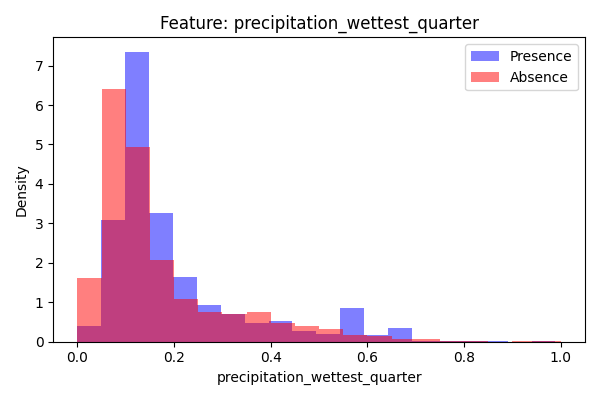 Feature: precipitation_wettest_quarter
Presence
Absence
Density
7
6
5
4
3
2
1
0
0.0 0.2 0.4 0.6 0.8 1.0
precipitation_wettest_quarter